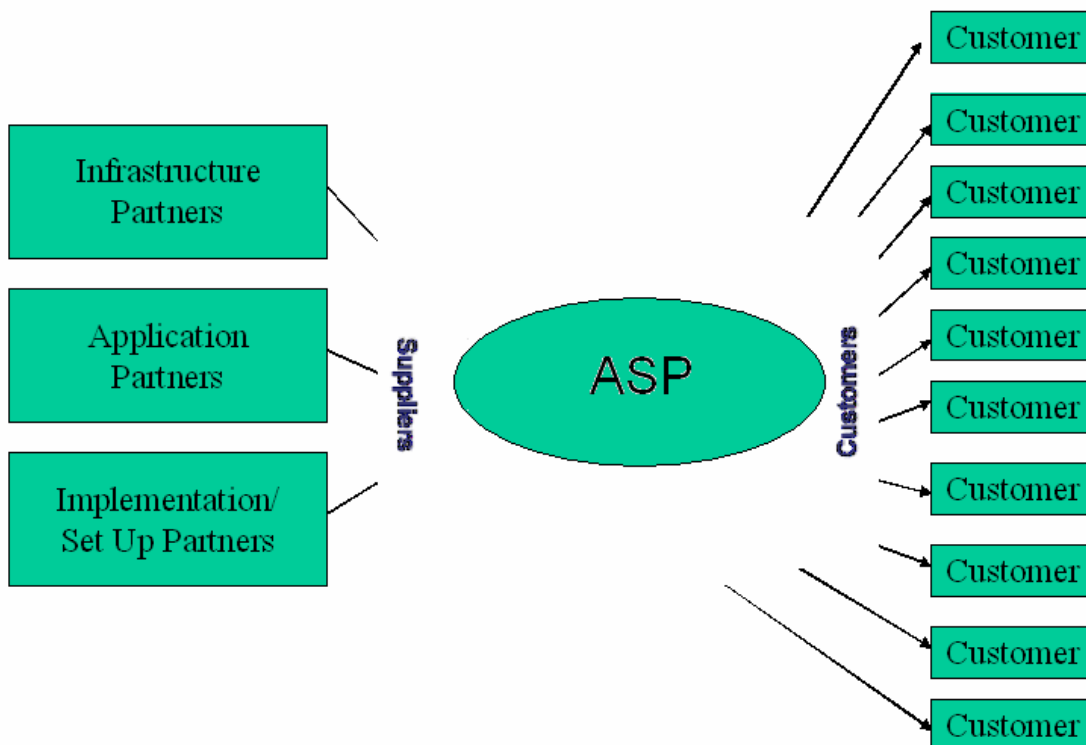 Infrastructure
Partners
Application
Partners
Implementation/
Set Up Partners
Suppliers
ASP
Customers
Customer
Customer
Customer
Customer
Customer
Customer
Customer
Customer
Customer
Customer